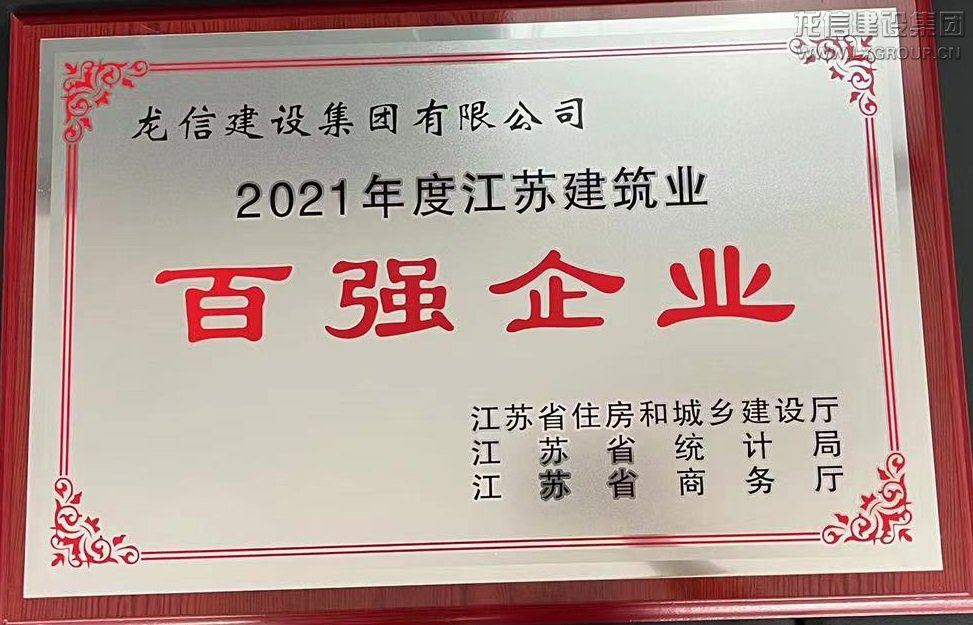 龙信建设集团
WWW.LXGROUP.CN
龙信建设集团有限公司
2021年度江苏建筑业
百强企业
江苏省住房和城乡建设厅
江苏省统计局
江苏省商务厅